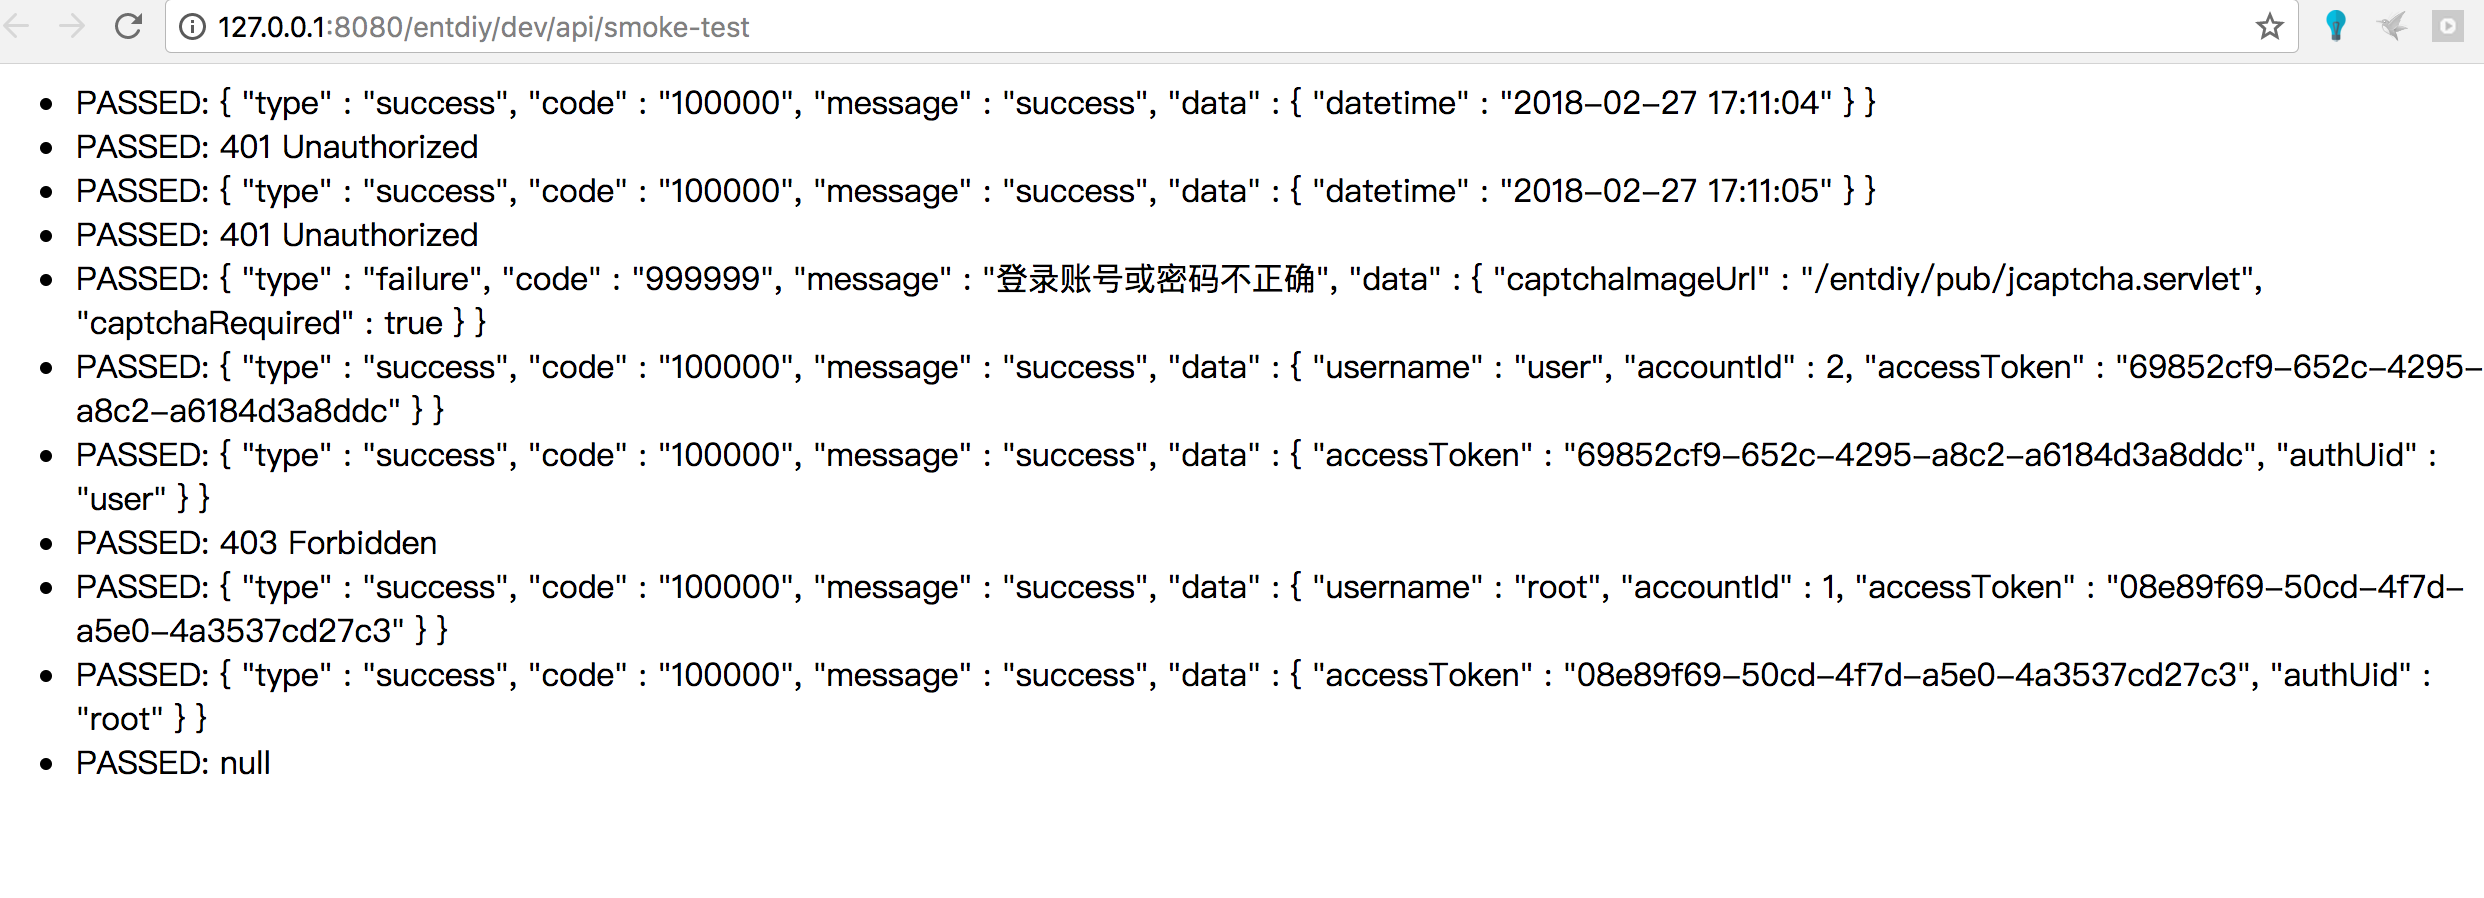 127.0.0.1:8080/entdiy/dev/api/smoke-test
• PASSED: { "type" : "success", "code" : "100000", "message" : "success", "data" : { "datetime" : "2018-02-27 17:11:04" } }
• PASSED: 401 Unauthorized
• PASSED: { "type" : "success", "code" : "100000", "message" : "success", "data" : { "datetime" : "2018-02-27 17:11:05" } }
• PASSED: 401 Unauthorized
• PASSED: { "type" : "failure", "code" : "999999", "message" : "登录账号或密码不正确", "data" : { "captchaImageUrl" : "/entdiy/pub/jcaptcha.servlet",
"captchaRequired" : true } }
• PASSED: { "type" : "success", "code" : "100000", "message" : "success", "data" : { "username" : "user", "accountId" : 2, "accessToken" : "69852cf9-652c-4295-
a8c2-a6184d3a8ddc" } }
• PASSED: { "type" : "success", "code" : "100000", "message" : "success", "data" : { "accessToken" : "69852cf9-652c-4295-a8c2-a6184d3a8ddc", "authUid" :
"user" } }
• PASSED: 403 Forbidden
• PASSED: { "type" : "success", "code" : "100000", "message" : "success", "data" : { "username" : "root", "accountId" : 1, "accessToken" : "08e89f69-50cd-4f7d-
a5e0-4a3537cd27c3" } }
• PASSED: { "type" : "success", "code" : "100000", "message" : "success", "data" : { "accessToken" : "08e89f69-50cd-4f7d-a5e0-4a3537cd27c3", "authUid" :
"root" } }
• PASSED: null